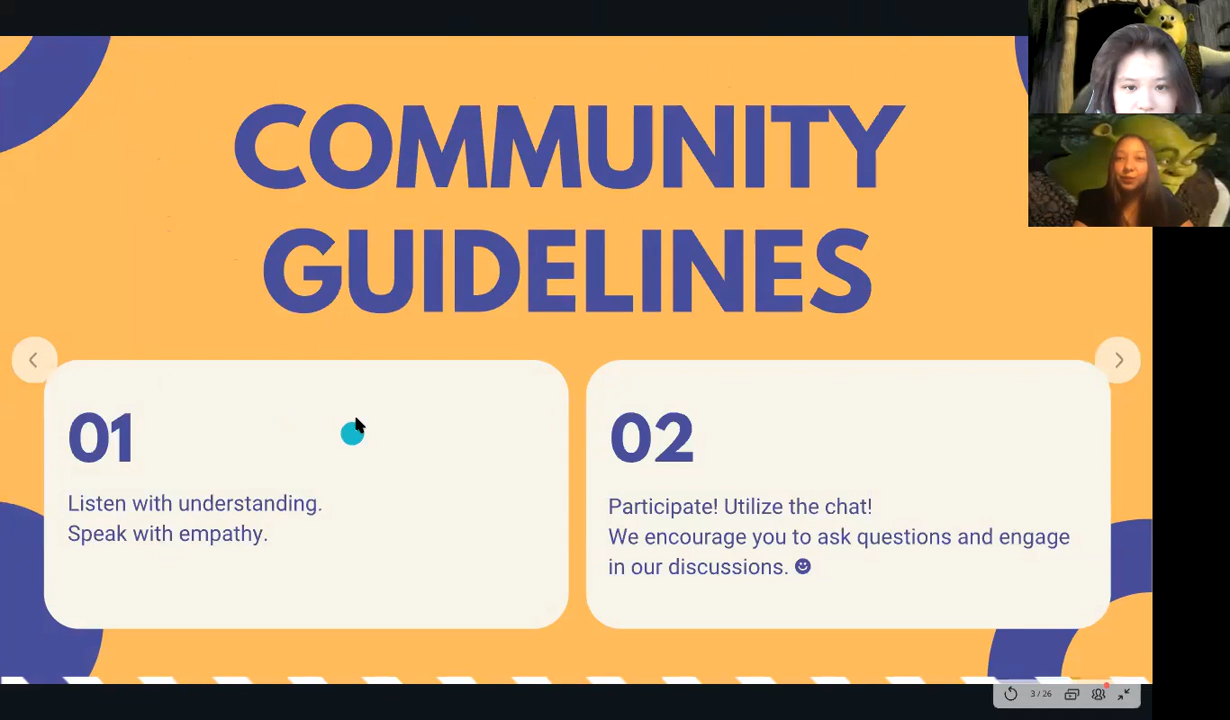 COMMUNITY
GUIDELINES
01
Listen with understanding.
Speak with empathy.
02
Participate! Utilize the chat!
We encourage you to ask questions and engage
in our discussions.
3 / 26